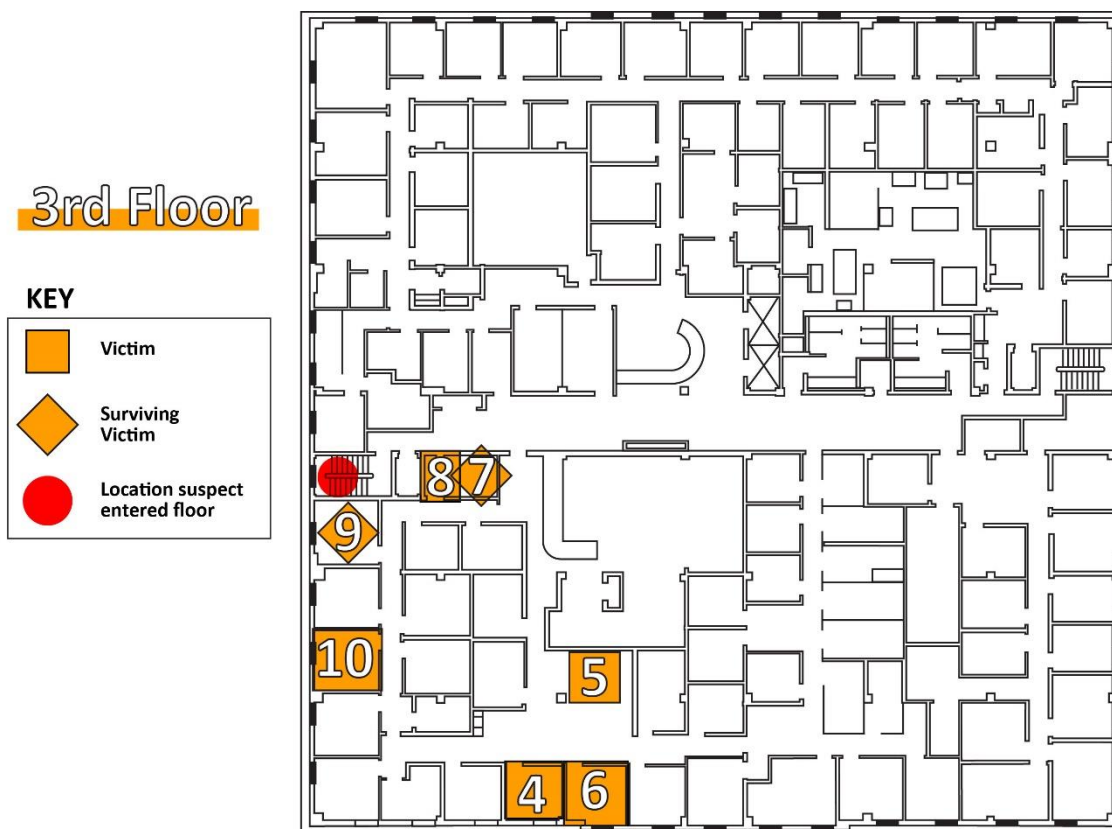 3rd Floor
KEY
Victim
Surviving
Victim
Location suspect
entered floor
8 7
9
10
5
4 6